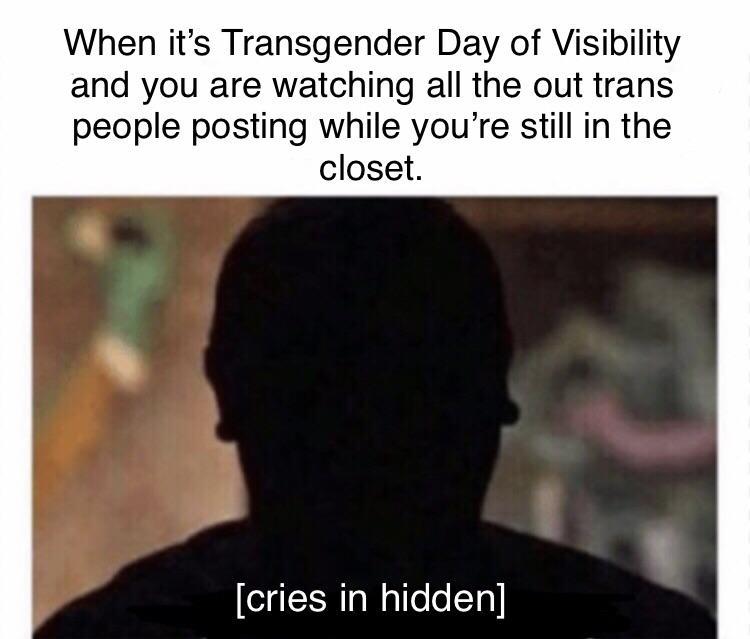 When it’s Transgender Day of Visibility
and you are watching all the out trans
people posting while you’re still in the
closet.
[cries in hidden]